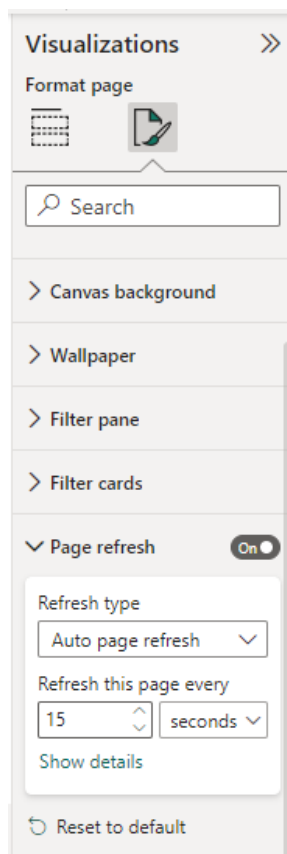 Visualizations
Format page
Search
Canvas background
Wallpaper
Filter pane
Filter cards
Page refresh On
Refresh type
Auto page refresh
Refresh this page every
15 seconds
Show details
Reset to default